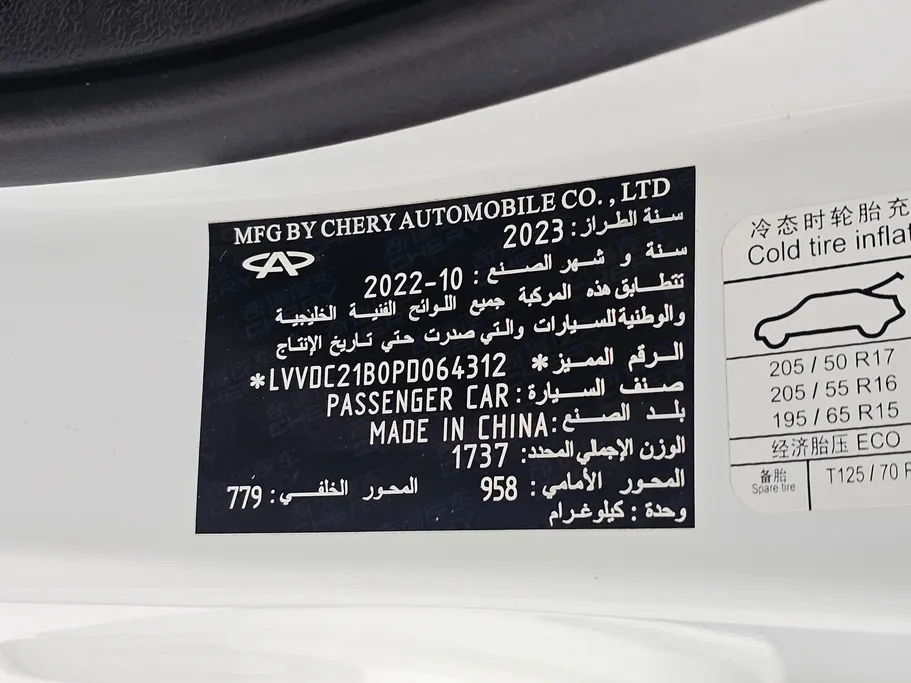 MFG BY CHERY AUTOMOBILE CO. , LTD
سنة الطراز: 2023
سنة و شهر الصنع : 2022-10
تتطابق هذه المركبة جميع اللوائح الفنية الخليجية
والوطنية للسيارات والتي صدرت حتي تاريخ الإنتاج
الرقم المميز: *LVVDC21B0PD064312*
صنف السيارة: PASSENGER CAR
بلد الصنع: MADE IN CHINA
الوزن الإجمالي المحدد: 1737
المحور الأمامي: 958 المحور الخلفي: 779
وحدة : كيلوغرام
冷态时轮胎充
Cold tire inflat
205 / 50 R17
205 / 55 R16
195 / 65 R15
经济胎压 ECO
备胎
Spare tire
T125 / 70 R